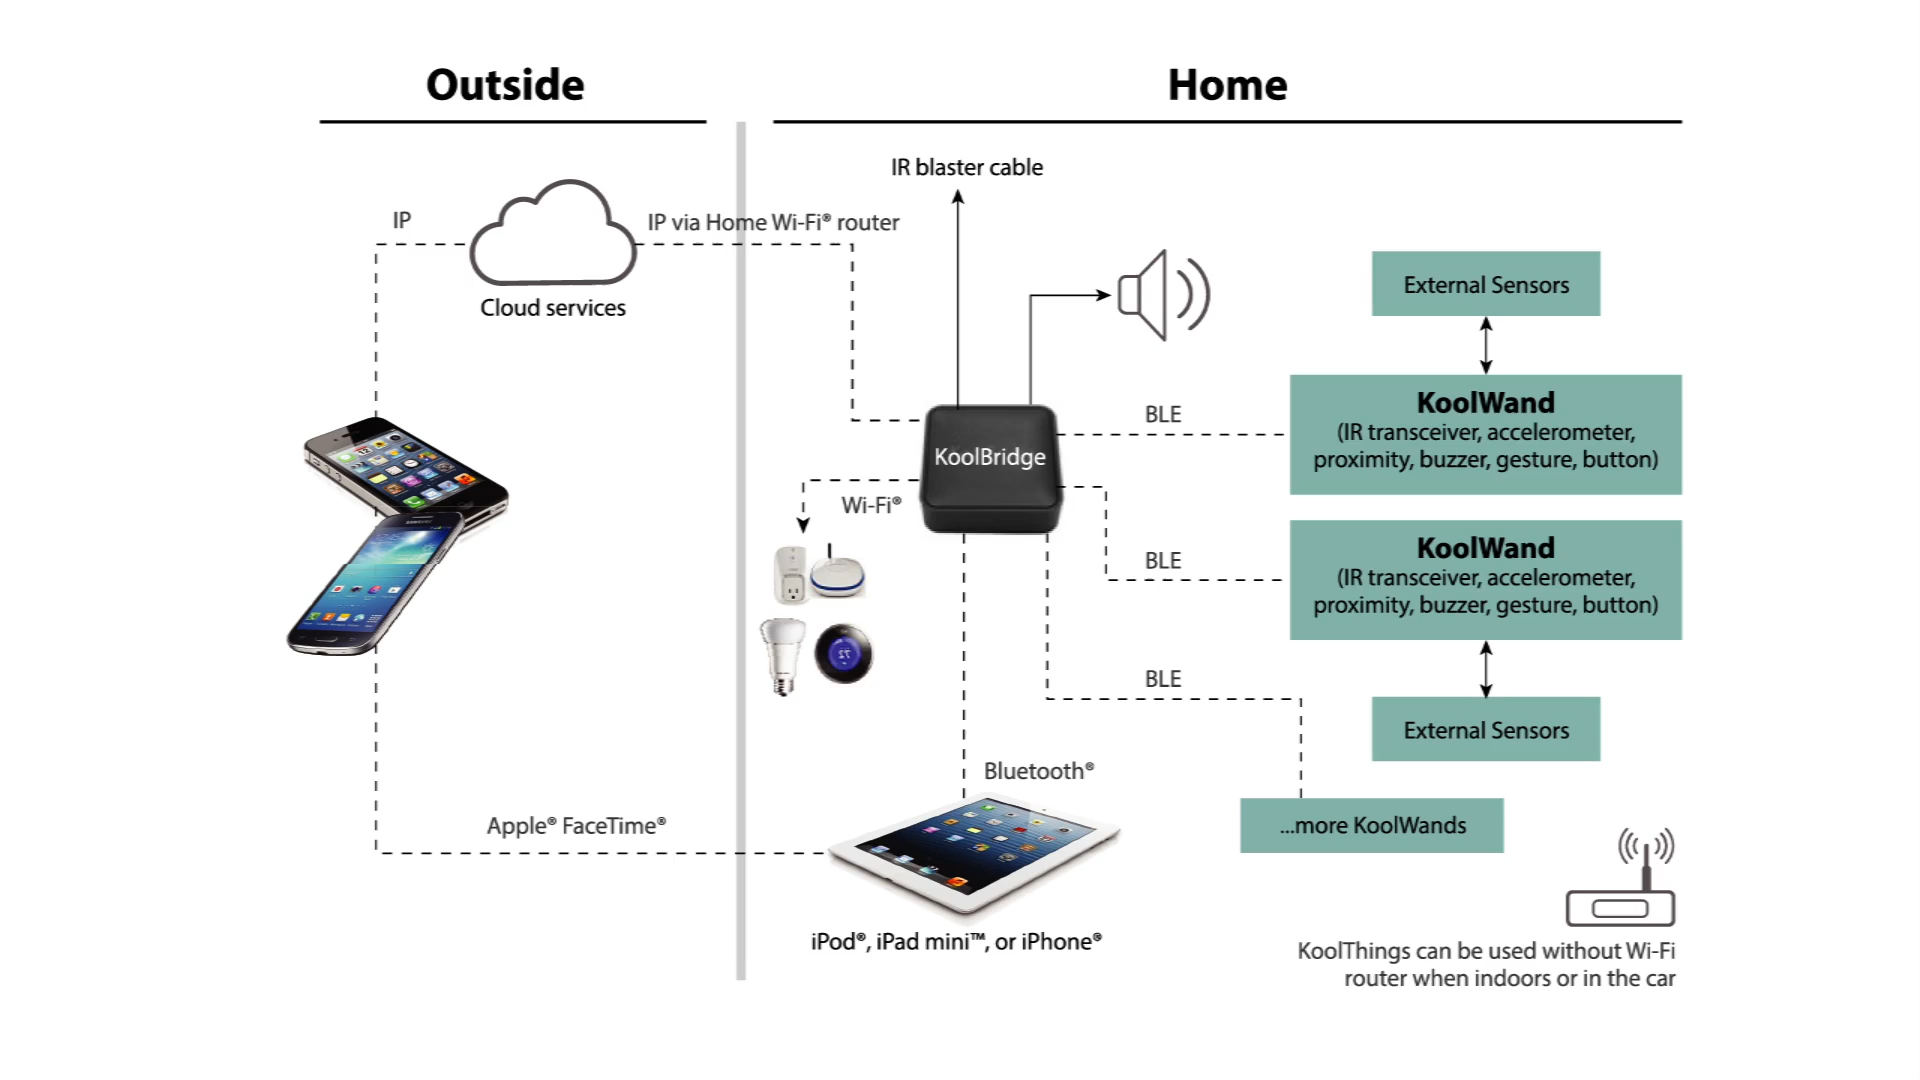 Outside
Home
IR blaster cable
IP
IP via Home Wi-Fi® router
Cloud services
External Sensors
KoolWand
(IR transceiver, accelerometer,
proximity, buzzer, gesture, button)
BLE
KoolBridge
Wi-Fi®
BLE
KoolWand
(IR transceiver, accelerometer,
proximity, buzzer, gesture, button)
BLE
External Sensors
Bluetooth®
Apple® FaceTime®
...more KoolWands
iPod®, iPad mini™, or iPhone®
KoolThings can be used without Wi-Fi
router when indoors or in the car